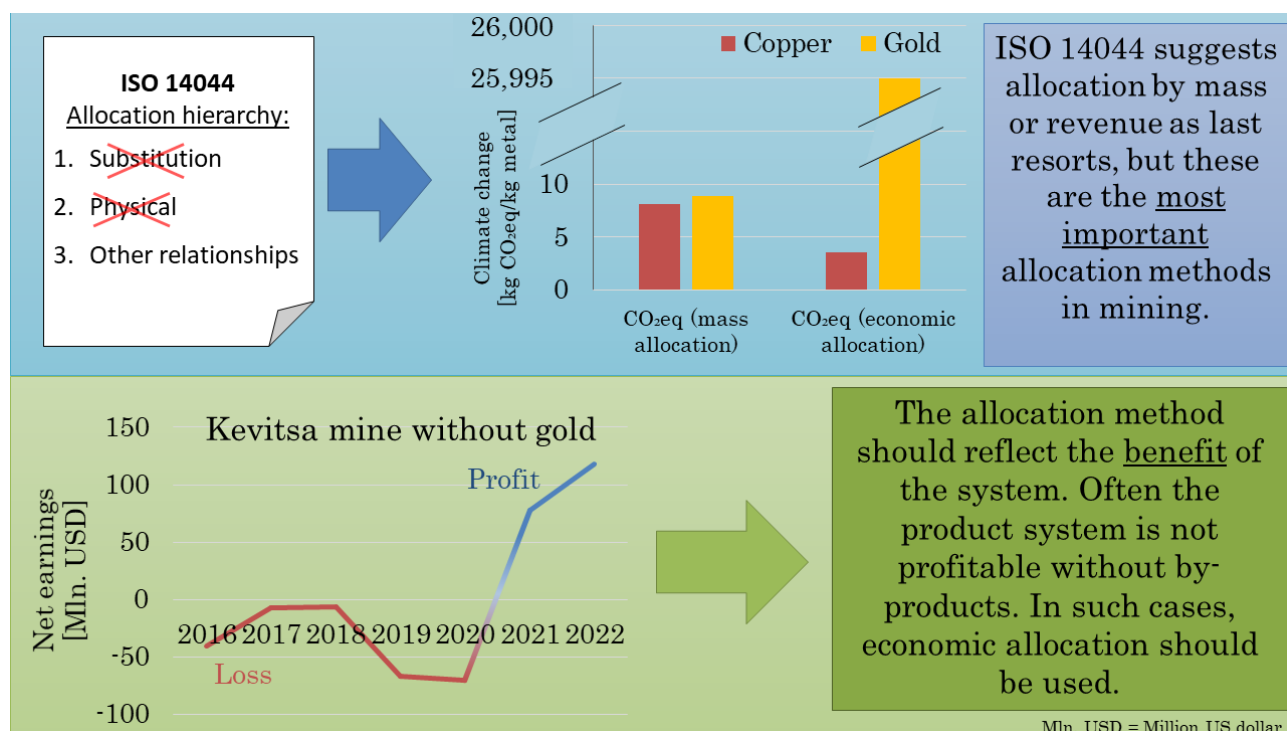 ISO 14044
Allocation hierarchy:
1. Substitution
2. Physical
3. Other relationships
Climate change
[kg CO₂eq/kg metal]
26,000
25,995
10
5
0
Copper
Gold
CO₂eq (mass
allocation)
CO₂eq (economic
allocation)
ISO 14044 suggests
allocation by mass
or revenue as last
resorts, but these
are the most
important
allocation methods
in mining.
Kevitsa mine without gold
Net earnings
[Mln. USD]
150
100
50
0
-50
-100
2016 2017 2018 2019 2020 2021 2022
Profit
Loss
The allocation method
should reflect the benefit of
the system. Often the
product system is not
profitable without by-
products. In such cases,
economic allocation should
be used.
Mln. USD = Million US dollar